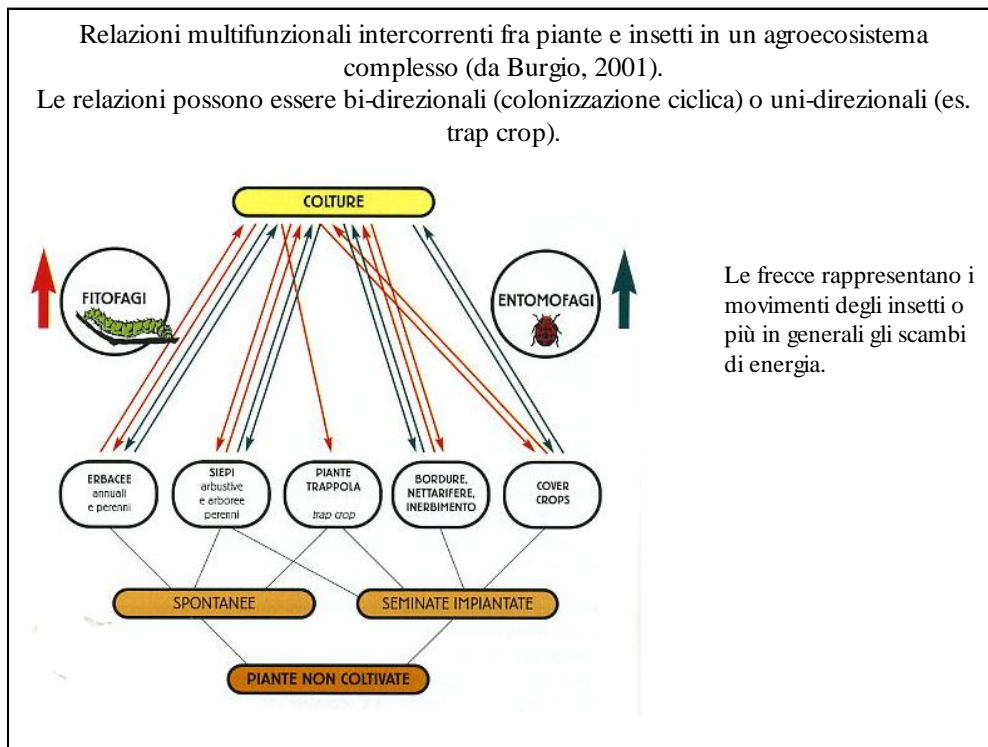 Relazioni multifunzionali intercorrenti fra piante e insetti in un agroecosistema
complesso (da Burgio, 2001).
Le relazioni possono essere bi-direzionali (colonizzazione ciclica) o uni-direzionali (es.
trap crop).
COLTURE
FITOFAGI
ENTOMOFAGI
Le frecce rappresentano i
movimenti degli insetti o
più in generali gli scambi
di energia.
ERBACEE
annuali
e perenni
SIEPI
arbustive
e arboree
perenni
PIANTE
TRAPPOLA
trap crop
BORDURE,
NETTARIFERE,
INERBIMENTO
COVER
CROPS
SPONTANEE
SEMINATE IMPIANTATE
PIANTE NON COLTIVATE